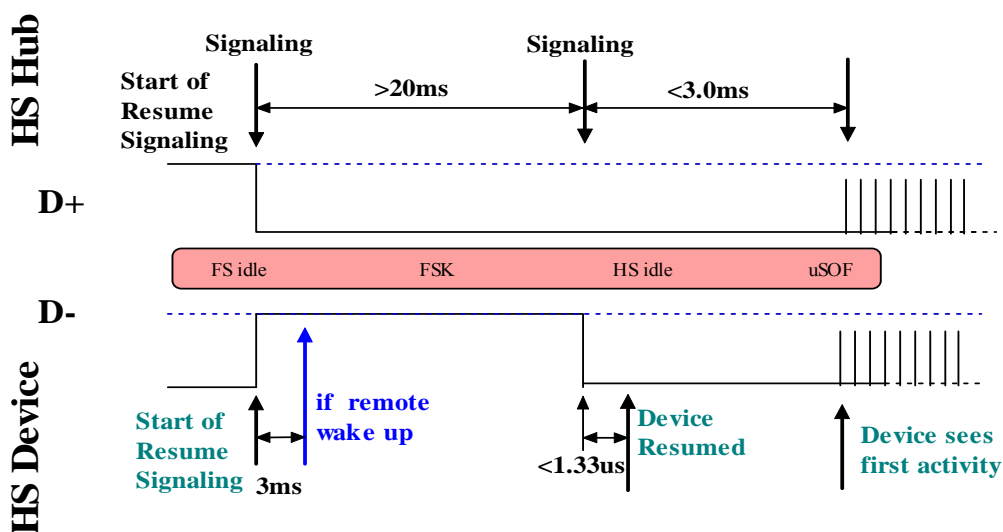 HS Hub
Signaling
Signaling
Start of
Resume
Signaling
>20ms
<3.0ms
D+
FS idle
FSK
HS idle
uSOF
D-
HS Device
Start of
Resume
Signaling
3ms
if remote
wake up
<1.33us
Device
Resumed
Device sees
first activity